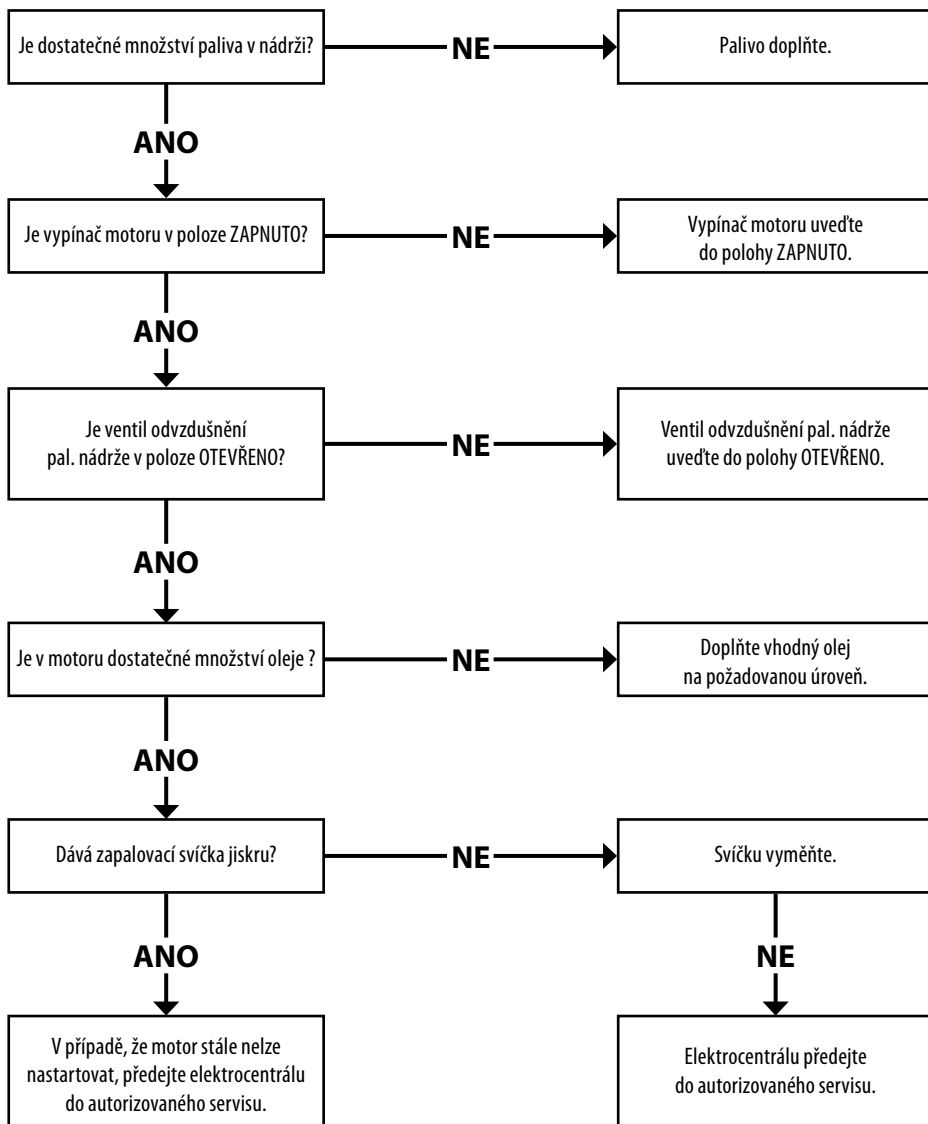 Je dostatečné množství paliva v nádrži?
NE
Palivo doplňte.
ANO
Je vypínač motoru v poloze ZAPNUTO?
NE
Vypínač motoru uveďte
do polohy ZAPNUTO.
ANO
Je ventil odvzdušnění
pal. nádrže v poloze OTEVŘENO?
NE
Ventil odvzdušnění pal. nádrže
uveďte do polohy OTEVŘENO.
ANO
Je v motoru dostatečné množství oleje ?
NE
Doplňte vhodný olej
na požadovanou úroveň.
ANO
Dává zapalovací svíčka jiskru?
NE
Svíčku vyměňte.
ANO
NE
V případě, že motor stále nelze
nastartovat, předejte elektrocentrálu
do autorizovaného servisu.
Elektrocentrálu předejte
do autorizovaného servisu.